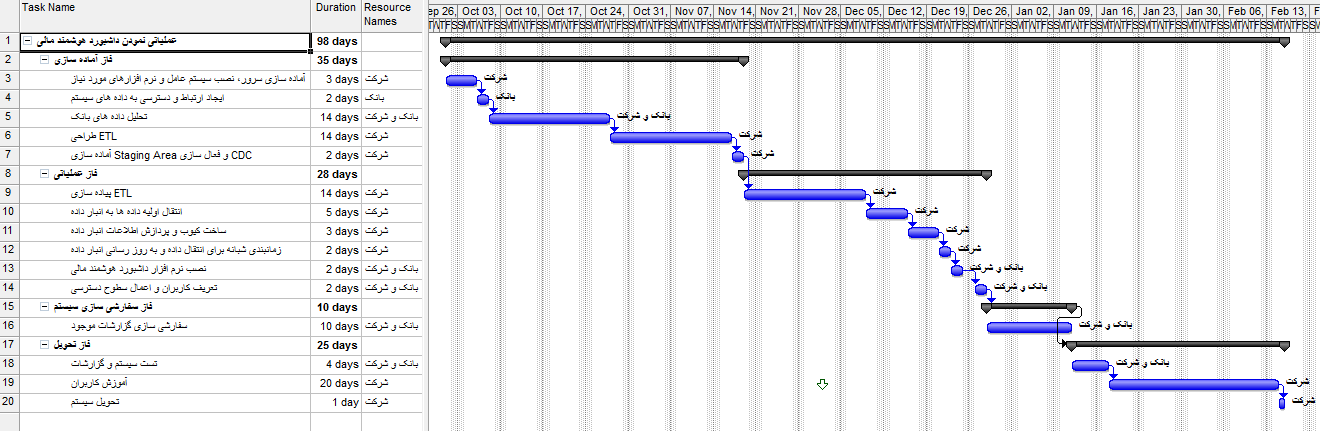 Task Name Duration Resource Names
ep 26, Oct 03, Oct 10, Oct 17, Oct 24, Oct 31, Nov 07, Nov 14, Nov 21, Nov 28, Dec 05, Dec 12, Dec 19, Dec 26, Jan 02, Jan 09, Jan 16, Jan 23, Jan 30, Feb 06, Feb 13, F
1 عملیاتی نمودن داشبورد هوشمند مالی 98 days
2 فاز آماده سازی 35 days
3 آماده سازی سرور، نصب سیستم عامل و نرم افزارهای مورد نیاز 3 days شرکت شرکت
4 ایجاد ارتباط و دسترسی به داده های سیستم 2 days بانک بانک
5 تحلیل داده های بانک 14 days بانک و شرکت بانک و شرکت
6 طراحی ETL 14 days شرکت شرکت
7 آماده سازی Staging Area و فعال سازی CDC 2 days شرکت شرکت
8 فاز عملیاتی 28 days
9 پیاده سازی ETL 14 days شرکت شرکت
10 انتقال اولیه داده ها به انبار داده 5 days شرکت شرکت
11 ساخت کیوب و پردازش اطلاعات انبار داده 3 days شرکت شرکت
12 زمانبندی شبانه برای انتقال داده و به روز رسانی انبار داده 2 days شرکت شرکت
13 نصب نرم افزار داشبورد هوشمند مالی 2 days بانک و شرکت بانک و شرکت
14 تعریف کاربران و اعمال سطوح دسترسی 2 days بانک و شرکت بانک و شرکت
15 فاز سفارشی سازی سیستم 10 days
16 سفارشی سازی گزارشات موجود 10 days بانک و شرکت بانک و شرکت
17 فاز تحویل 25 days
18 تست سیستم و گزارشات 4 days بانک و شرکت بانک و شرکت
19 آموزش کاربران 20 days شرکت شرکت
20 تحویل سیستم 1 day شرکت شرکت